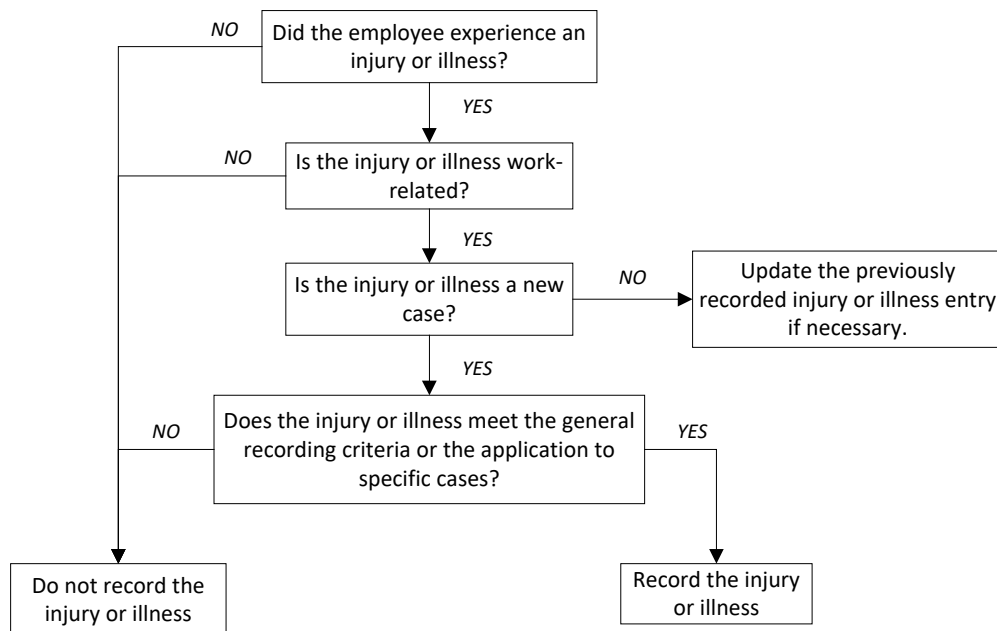 NO
Did the employee experience an
injury or illness?
YES
NO
Is the injury or illness work-
related?
YES
Is the injury or illness a new
case?
NO
Update the previously
recorded injury or illness entry
if necessary.
YES
NO
Does the injury or illness meet the general
recording criteria or the application to
specific cases?
YES
Do not record the
injury or illness
Record the injury
or illness